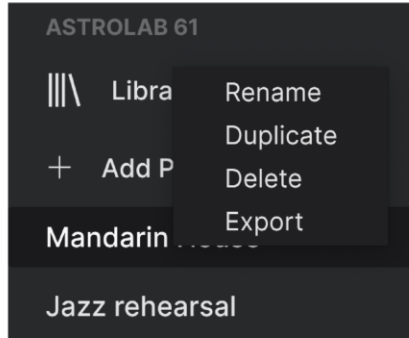 ASTROLAB 61
Libra
Rename
Duplicate
Add P
Delete
Export
Mandarin
Jazz rehearsal